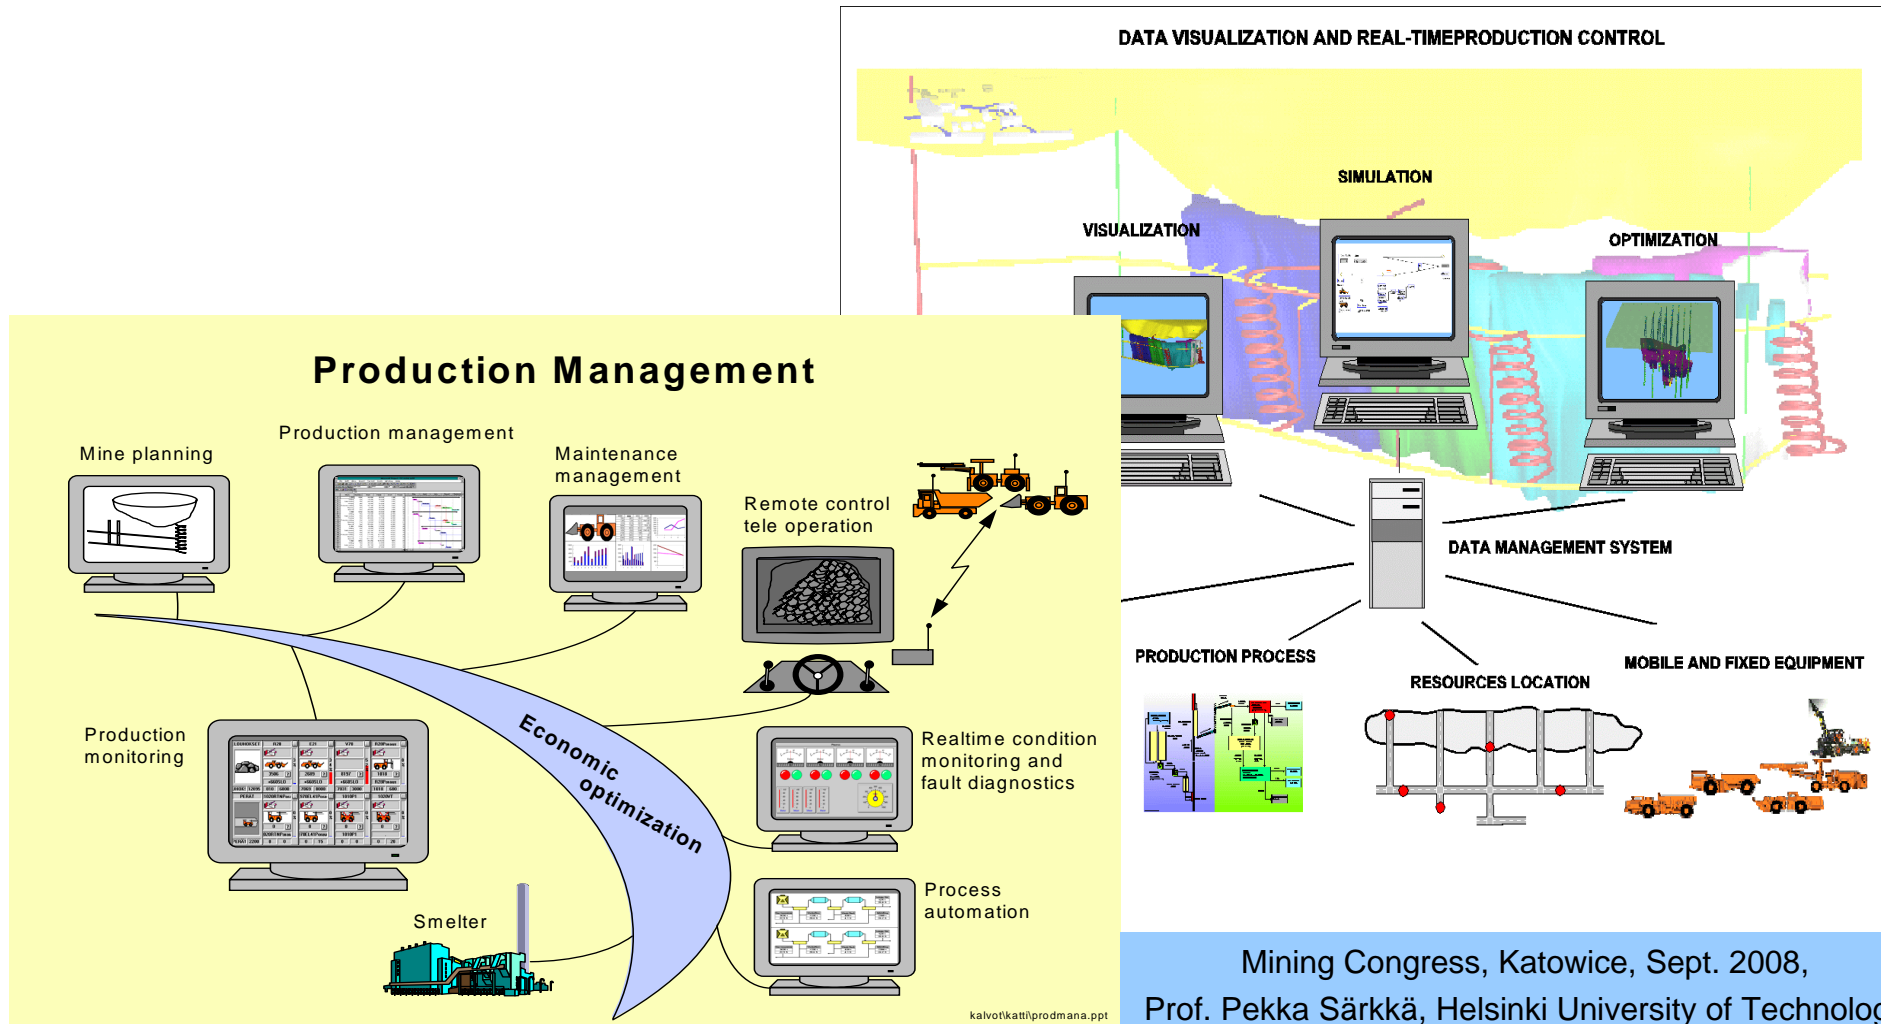 DATA VISUALIZATION AND REAL-TIMEPRODUCTION CONTROL
SIMULATION
VISUALIZATION
OPTIMIZATION
DATA MANAGEMENT SYSTEM
PRODUCTION PROCESS
RESOURCES LOCATION
MOBILE AND FIXED EQUIPMENT
Production Management
Mine planning
Production management
Maintenance
management
Remote control
tele operation
Production
monitoring
Economic
optimization
Realtime condition
monitoring and
fault diagnostics
Process
automation
Smelter
kalvot\katti\prodmana.ppt
Mining Congress, Katowice, Sept. 2008,
Prof. Pekka Särkkä, Helsinki University of Technolog